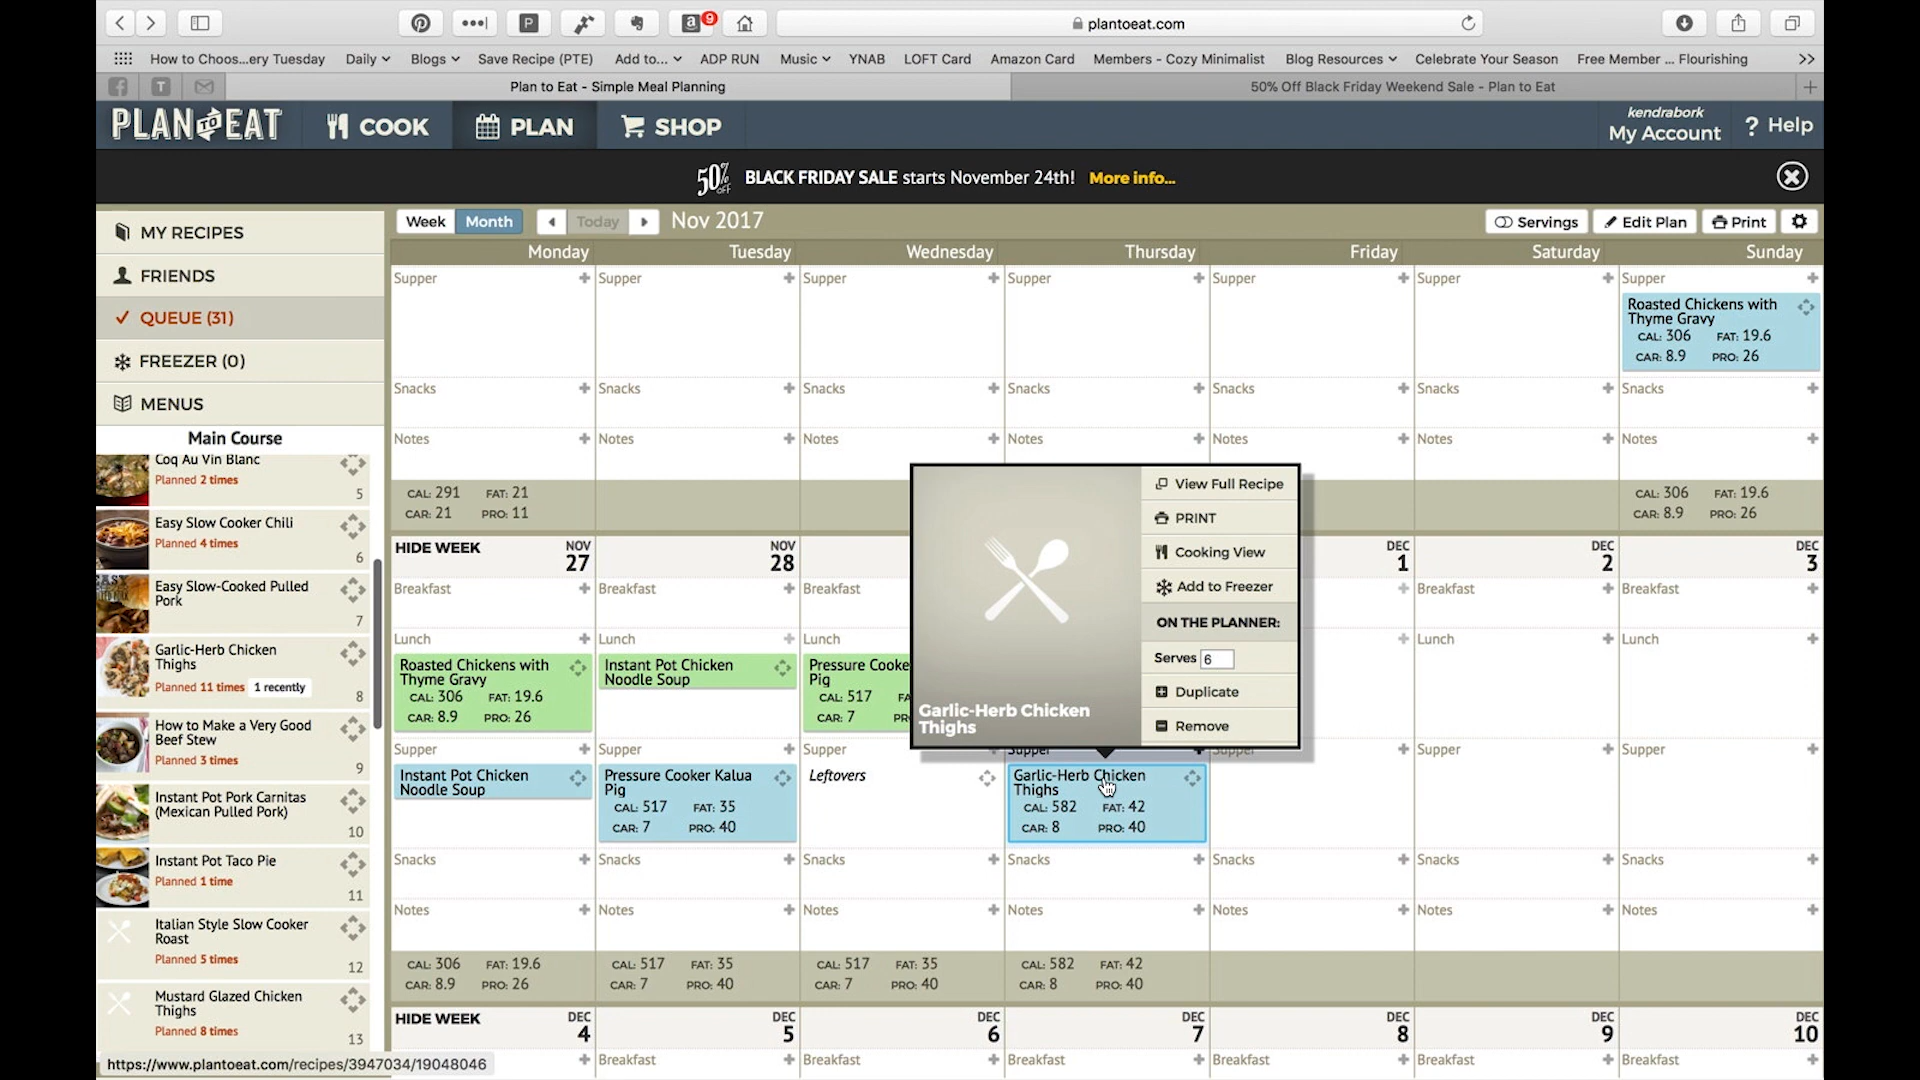 P
•••|
a 9
plantoeat.com
How to Choos...ery Tuesday Daily Blogs Save Recipe (PTE) Add to... ADP RUN Music YNAB LOFT Card Amazon Card Members - Cozy Minimalist Blog Resources Celebrate Your Season Free Member ... Flourishing
T
Plan to Eat - Simple Meal Planning
50% Off Black Friday Weekend Sale - Plan to Eat
PLAN TO EAT
COOK
PLAN
SHOP
kendrabork
My Account
? Help
50% OFF BLACK FRIDAY SALE starts November 24th! More info...
MY RECIPES
FRIENDS
QUEUE (31)
FREEZER (0)
MENUS
Main Course
Coq Au Vin Blanc
Planned 2 times
5
Easy Slow Cooker Chili
Planned 4 times
6
Easy Slow-Cooked Pulled
Pork
7
Garlic-Herb Chicken
Thighs
Planned 11 times 1 recently
8
How to Make a Very Good
Beef Stew
Planned 3 times
9
Instant Pot Pork Carnitas
(Mexican Pulled Pork)
10
Instant Pot Taco Pie
Planned 1 time
11
Italian Style Slow Cooker
Roast
Planned 5 times
12
Mustard Glazed Chicken
Thighs
Planned 8 times
13
https://www.plantoeat.com/recipes/3947034/19048046
Week Month Today Nov 2017
Servings Edit Plan Print
Monday Tuesday Wednesday Thursday Friday Saturday Sunday
Supper Supper Supper Supper Supper Supper Supper
Roasted Chickens with
Thyme Gravy
CAL: 306 FAT: 19.6
CAR: 8.9 PRO: 26
Snacks Snacks Snacks Snacks Snacks Snacks Snacks
Notes Notes Notes Notes Notes Notes Notes
CAL: 291 FAT: 21
CAR: 21 PRO: 11
CAL: 306 FAT: 19.6
CAR: 8.9 PRO: 26
HIDE WEEK
NOV
27
NOV
28
DEC
1
DEC
2
DEC
3
Breakfast Breakfast Breakfast Breakfast Breakfast
Lunch Lunch Lunch Lunch Lunch
Roasted Chickens with
Thyme Gravy
CAL: 306 FAT: 19.6
CAR: 8.9 PRO: 26
Instant Pot Chicken
Noodle Soup
Pressure Cooke
Pig
CAL: 517 FA
CAR: 7 PR
Garlic-Herb Chicken
Thighs
View Full Recipe
PRINT
Cooking View
Add to Freezer
ON THE PLANNER:
Serves 6
Duplicate
Remove
Supper Supper Supper Supper Supper Supper Supper
Instant Pot Chicken
Noodle Soup
Pressure Cooker Kalua
Pig
CAL: 517 FAT: 35
CAR: 7 PRO: 40
Leftovers
Garlic-Herb Chicken
Thighs
CAL: 582 FAT: 42
CAR: 8 PRO: 40
Snacks Snacks Snacks Snacks Snacks Snacks Snacks
Notes Notes Notes Notes Notes Notes Notes
CAL: 306 FAT: 19.6
CAR: 8.9 PRO: 26
CAL: 517 FAT: 35
CAR: 7 PRO: 40
CAL: 517 FAT: 35
CAR: 7 PRO: 40
CAL: 582 FAT: 42
CAR: 8 PRO: 40
HIDE WEEK
DEC
4
DEC
5
DEC
6
DEC
7
DEC
8
DEC
9
DEC
10
Breakfast Breakfast Breakfast Breakfast Breakfast Breakfast